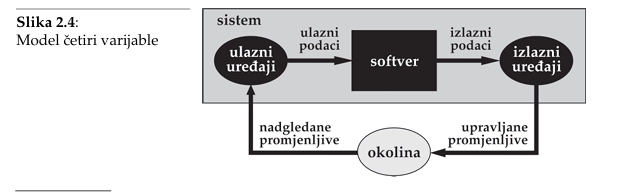 Slika 2.4:
Model četiri varijable
sistem
ulazni
uređaji
ulazni
podaci
softver
izlazni
podaci
izlazni
uređaji
nadgledane
promjenljive
okolina
upravljane
promjenljive